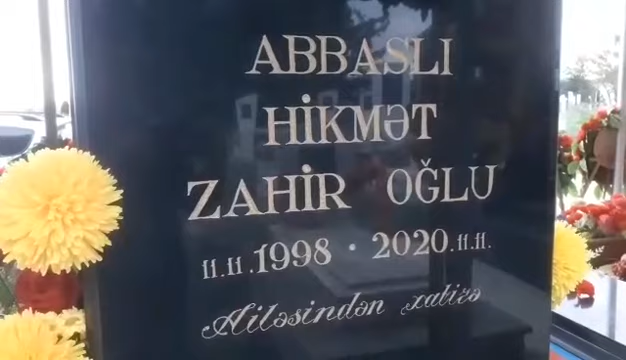 ABBASLI
HİKMƏT
ZAHİR OĞLU
11.11.1998 · 2020.11.11.
Ailəsindən xatirə